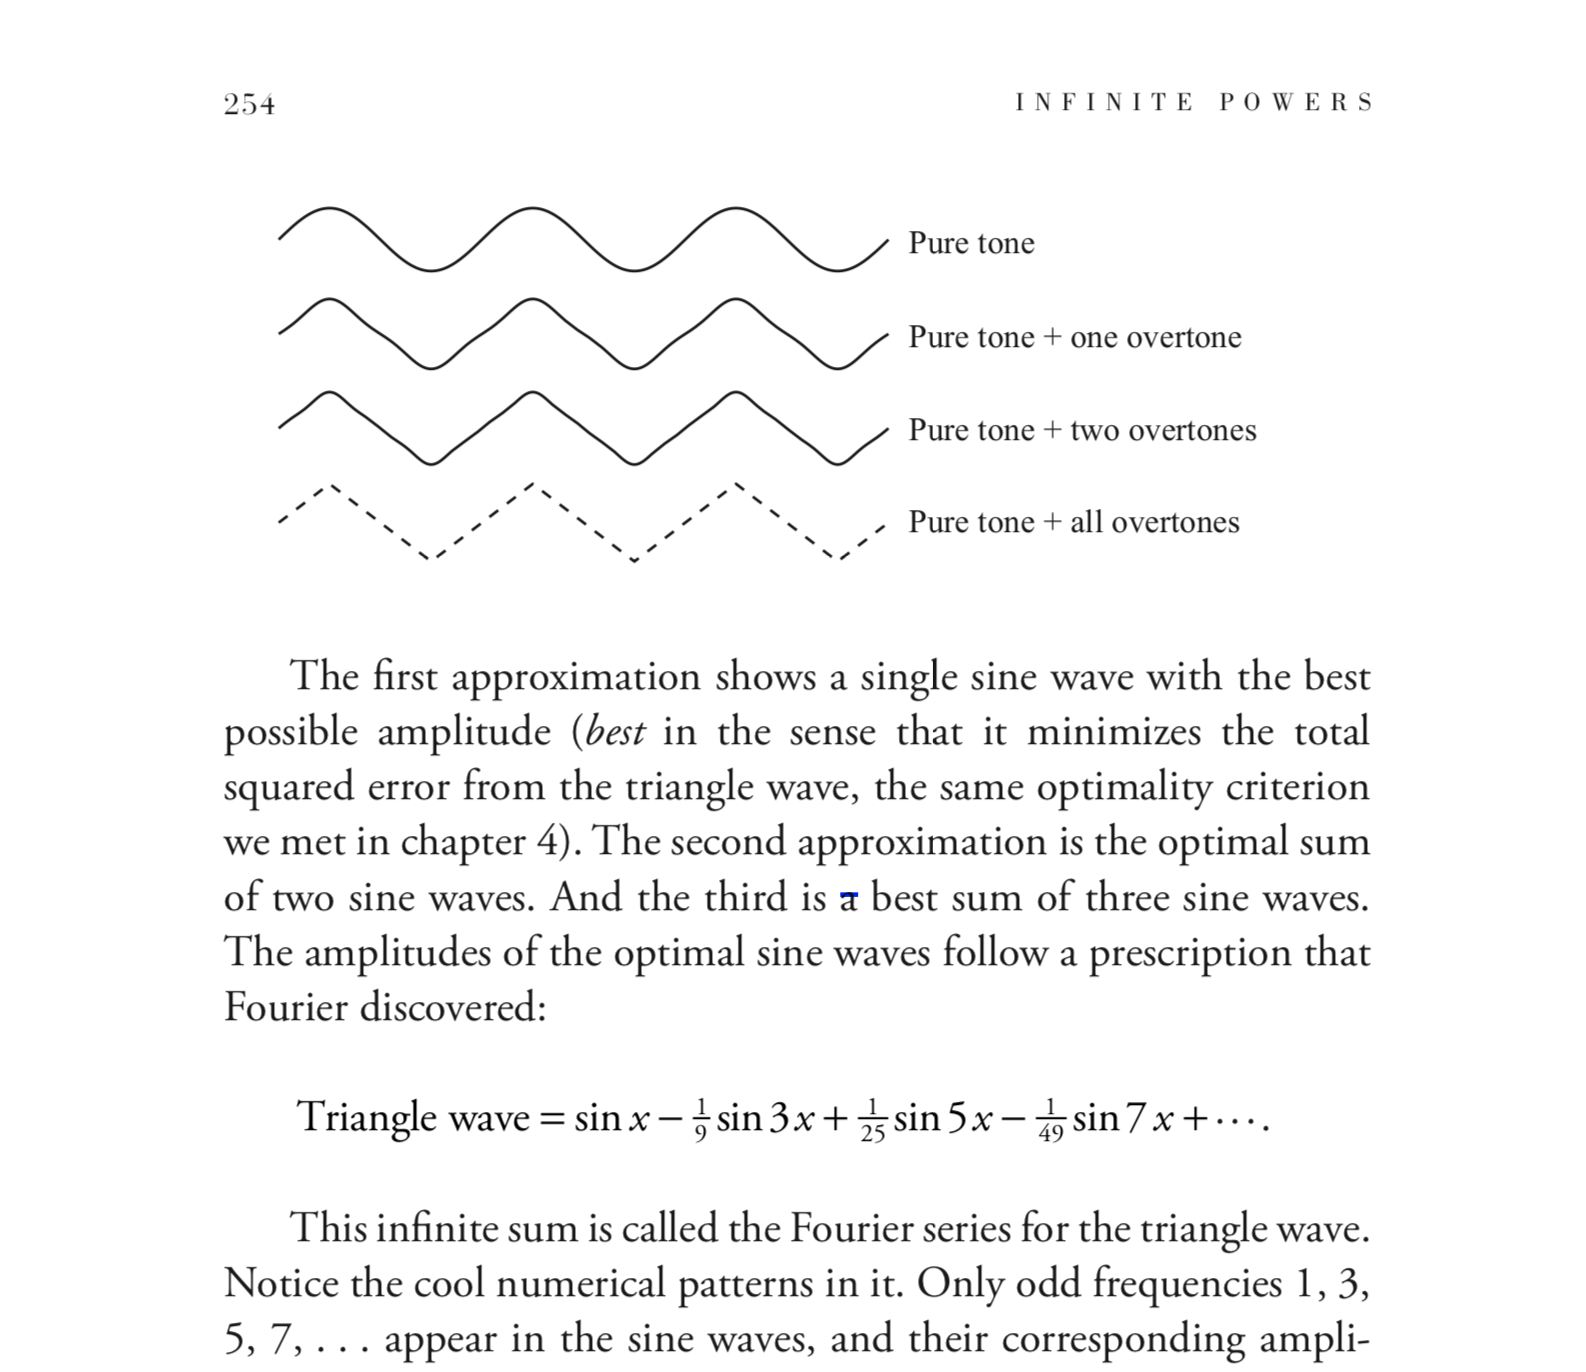 254
INFINITE POWERS
Pure tone
Pure tone + one overtone
Pure tone + two overtones
Pure tone + all overtones
The first approximation shows a single sine wave with the best
possible amplitude (best in the sense that it minimizes the total
squared error from the triangle wave, the same optimality criterion
we met in chapter 4). The second approximation is the optimal sum
of two sine waves. And the third is a best sum of three sine waves.
The amplitudes of the optimal sine waves follow a prescription that
Fourier discovered:
Triangle wave = sin x − 1/9 sin 3x + 1/25 sin 5x − 1/49 sin 7x + ⋯.
This infinite sum is called the Fourier series for the triangle wave.
Notice the cool numerical patterns in it. Only odd frequencies 1, 3,
5, 7, . . . appear in the sine waves, and their corresponding ampli-